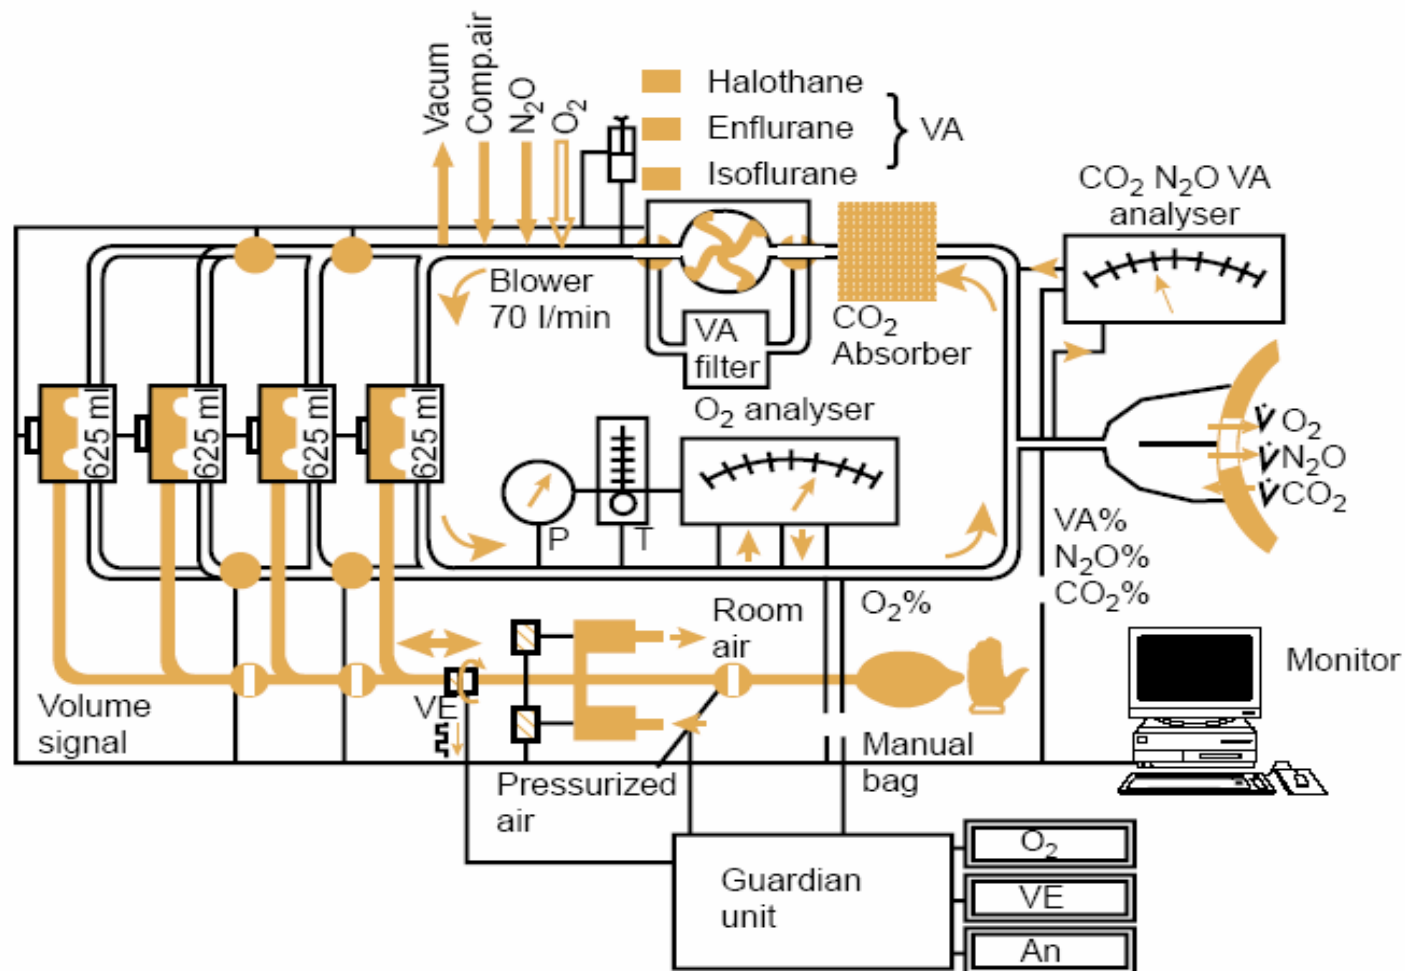 Vacum
Comp.air
N₂O
O₂
Halothane
Enflurane
Isoflurane
VA
CO₂ N₂O VA
analyser
Blower
70 l/min
VA
filter
CO₂
Absorber
O₂ analyser
625 ml
625 ml
625 ml
625 ml
P
T
V̇ O₂
V̇ N₂O
V̇ CO₂
VA%
N₂O%
CO₂%
O₂%
Room
air
Monitor
Volume
signal
VE
Pressurized
air
Manual
bag
Guardian
unit
O₂
VE
An